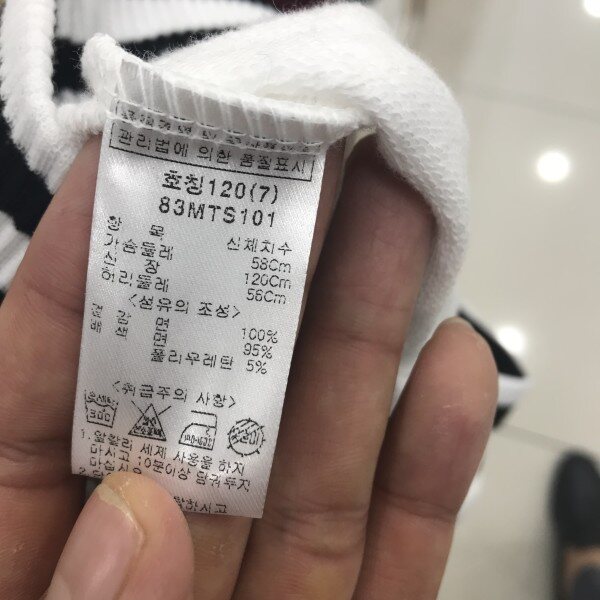 관리법에 의한 품질표시
호칭120(7)
83MTS101
항 목 신체치수
가슴둘레 58Cm
신 장 120Cm
허리둘레 56Cm
<섬유의 조성>
겉 감 면 100%
배 색 면 95%
폴리우레탄 5%
<취급주의 사항>
1.알칼리 세제 사용을 하지
마시고 10분이상 담궈두지